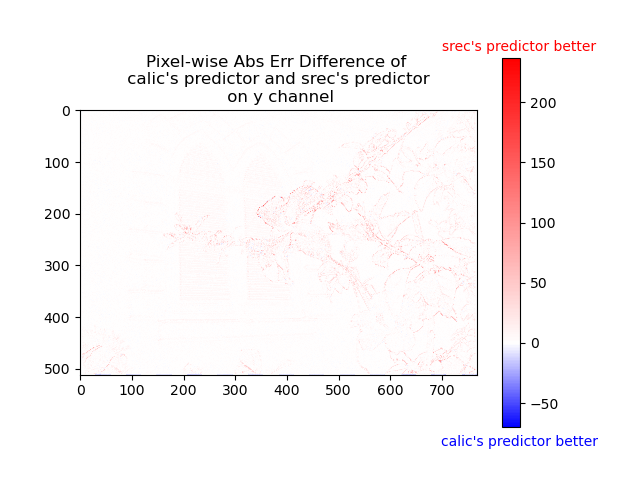 srec's predictor better
Pixel-wise Abs Err Difference of
calic's predictor and srec's predictor
on y channel
0
100
200
300
400
500
0 100 200 300 400 500 600 700
200
150
100
50
0
−50
calic's predictor better